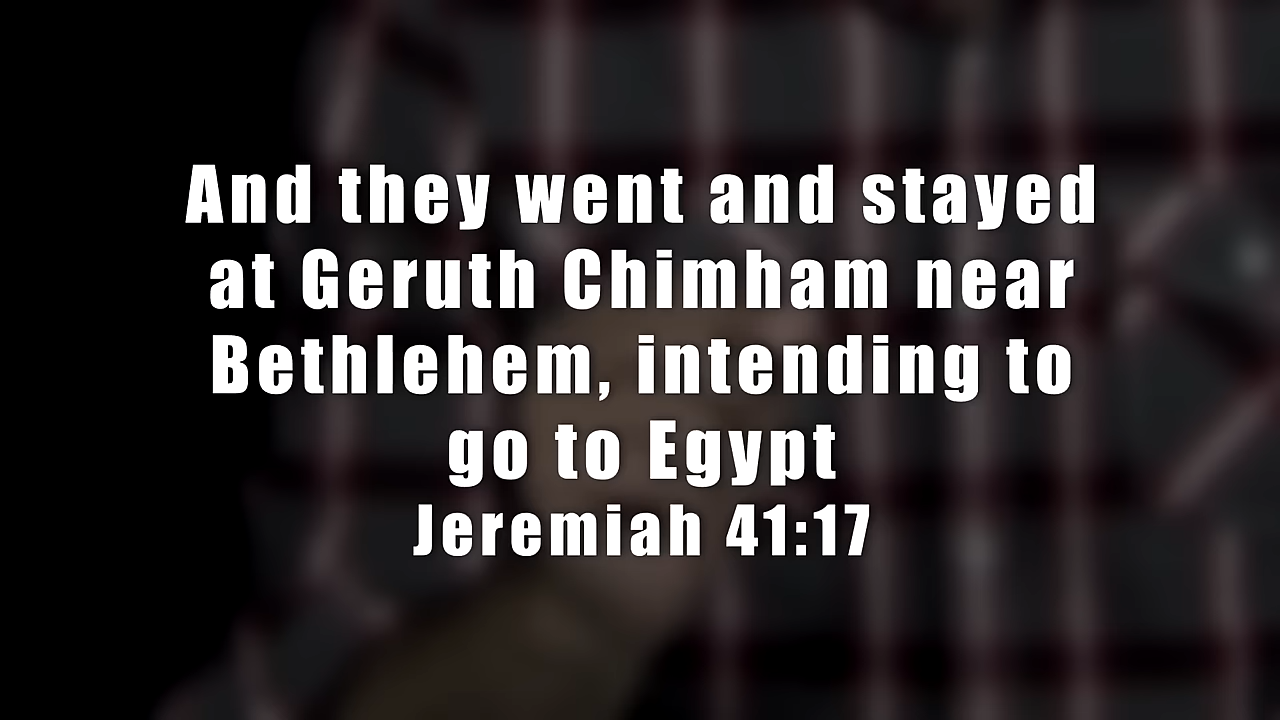 And they went and stayed
at Geruth Chimham near
Bethlehem, intending to
go to Egypt
Jeremiah 41:17